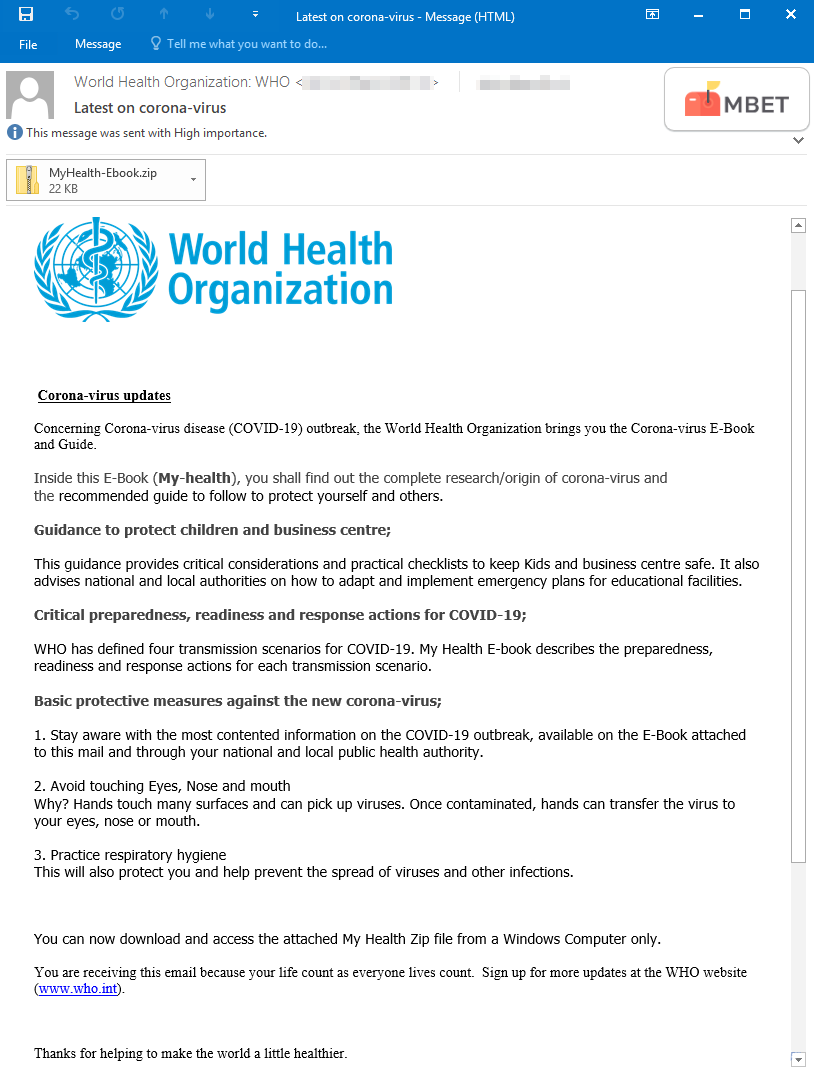 Latest on corona-virus - Message (HTML)
File
Message
Tell me what you want to do...
World Health Organization: WHO < >
Latest on corona-virus
MBET
This message was sent with High importance.
MyHealth-Ebook.zip
22 KB
World Health
Organization
Corona-virus updates
Concerning Corona-virus disease (COVID-19) outbreak, the World Health Organization brings you the Corona-virus E-Book
and Guide.
Inside this E-Book (My-health), you shall find out the complete research/origin of corona-virus and
the recommended guide to follow to protect yourself and others.
Guidance to protect children and business centre;
This guidance provides critical considerations and practical checklists to keep Kids and business centre safe. It also
advises national and local authorities on how to adapt and implement emergency plans for educational facilities.
Critical preparedness, readiness and response actions for COVID-19;
WHO has defined four transmission scenarios for COVID-19. My Health E-book describes the preparedness,
readiness and response actions for each transmission scenario.
Basic protective measures against the new corona-virus;
1. Stay aware with the most contented information on the COVID-19 outbreak, available on the E-Book attached
to this mail and through your national and local public health authority.
2. Avoid touching Eyes, Nose and mouth
Why? Hands touch many surfaces and can pick up viruses. Once contaminated, hands can transfer the virus to
your eyes, nose or mouth.
3. Practice respiratory hygiene
This will also protect you and help prevent the spread of viruses and other infections.
You can now download and access the attached My Health Zip file from a Windows Computer only.
You are receiving this email because your life count as everyone lives count.  Sign up for more updates at the WHO website
(www.who.int).
Thanks for helping to make the world a little healthier.